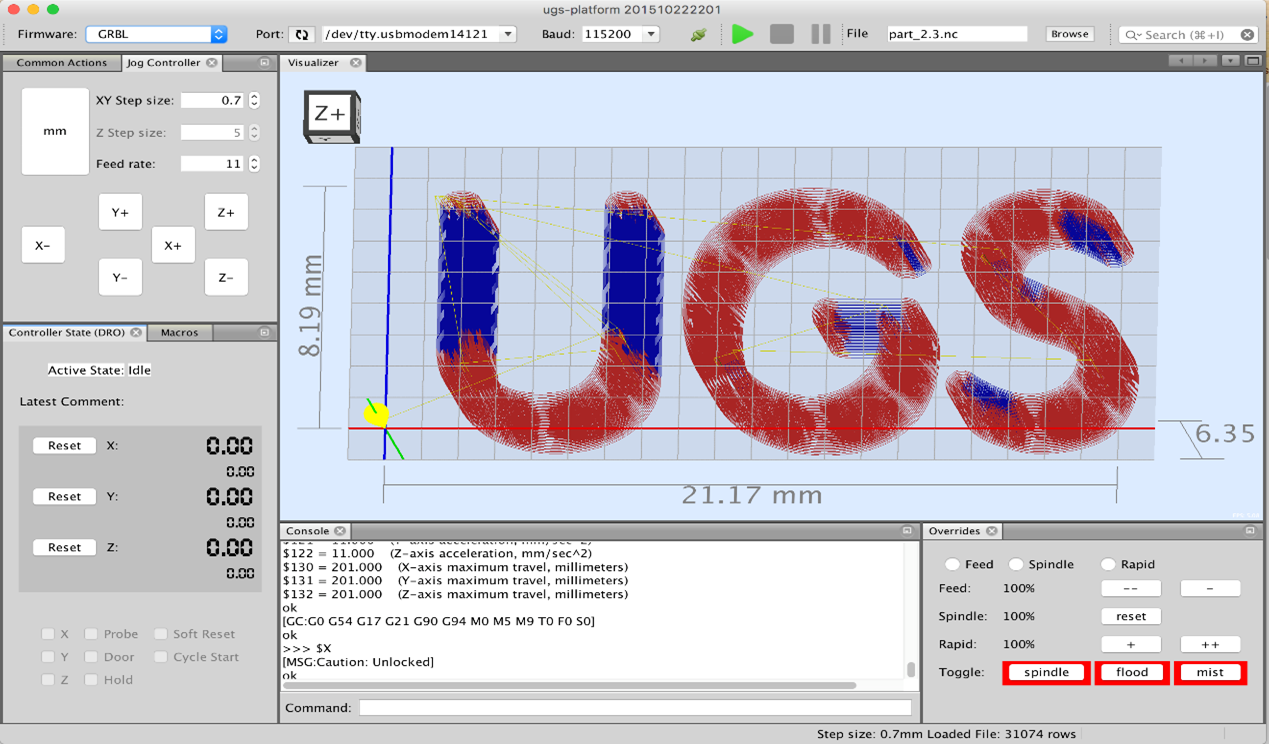 ugs-platform 201510222201
Firmware: GRBL Port: /dev/tty.usbmodem14121 Baud: 115200 File part_2.3.nc Browse Search (⌘+I)
Common Actions Jog Controller Visualizer
XY Step size: 0.7
mm
Z Step size: 5
Feed rate: 11
Y+ Z+
X- X+
Y- Z-
Z+
8.19 mm
6.35
21.17 mm
Controller State (DRO) Macros
Active State: Idle
Latest Comment:
Reset X: 0.00
0.00
Reset Y: 0.00
0.00
Reset Z: 0.00
0.00
X Probe Soft Reset
Y Door Cycle Start
Z Hold
Console
$122 = 11.000 (Z-axis acceleration, mm/sec^2)
$130 = 201.000 (X-axis maximum travel, millimeters)
$131 = 201.000 (Y-axis maximum travel, millimeters)
$132 = 201.000 (Z-axis maximum travel, millimeters)
ok
[GC:G0 G54 G17 G21 G90 G94 M0 M5 M9 T0 F0 S0]
ok
>>> $X
[MSG:Caution: Unlocked]
ok
Command:
Overrides
Feed Spindle Rapid
Feed: 100% -- -
Spindle: 100% reset
Rapid: 100% + ++
Toggle: spindle flood mist
Step size: 0.7mm Loaded File: 31074 rows